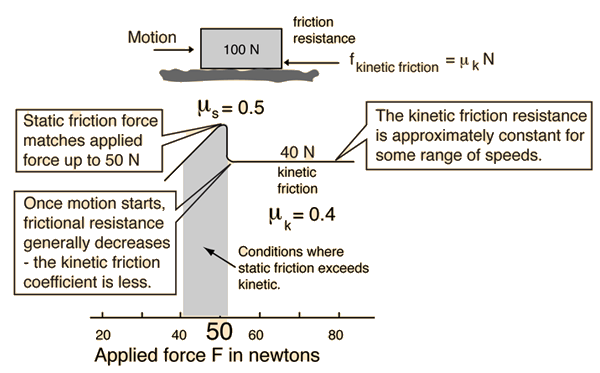 Motion
100 N
friction
resistance
f kinetic friction = μ k N
μ s = 0.5
Static friction force
matches applied
force up to 50 N
The kinetic friction resistance
is approximately constant for
some range of speeds.
40 N
kinetic
friction
Once motion starts,
frictional resistance
generally decreases
- the kinetic friction
coefficient is less.
μ k = 0.4
Conditions where
static friction exceeds
kinetic.
20 40 50 60 80
Applied force F in newtons